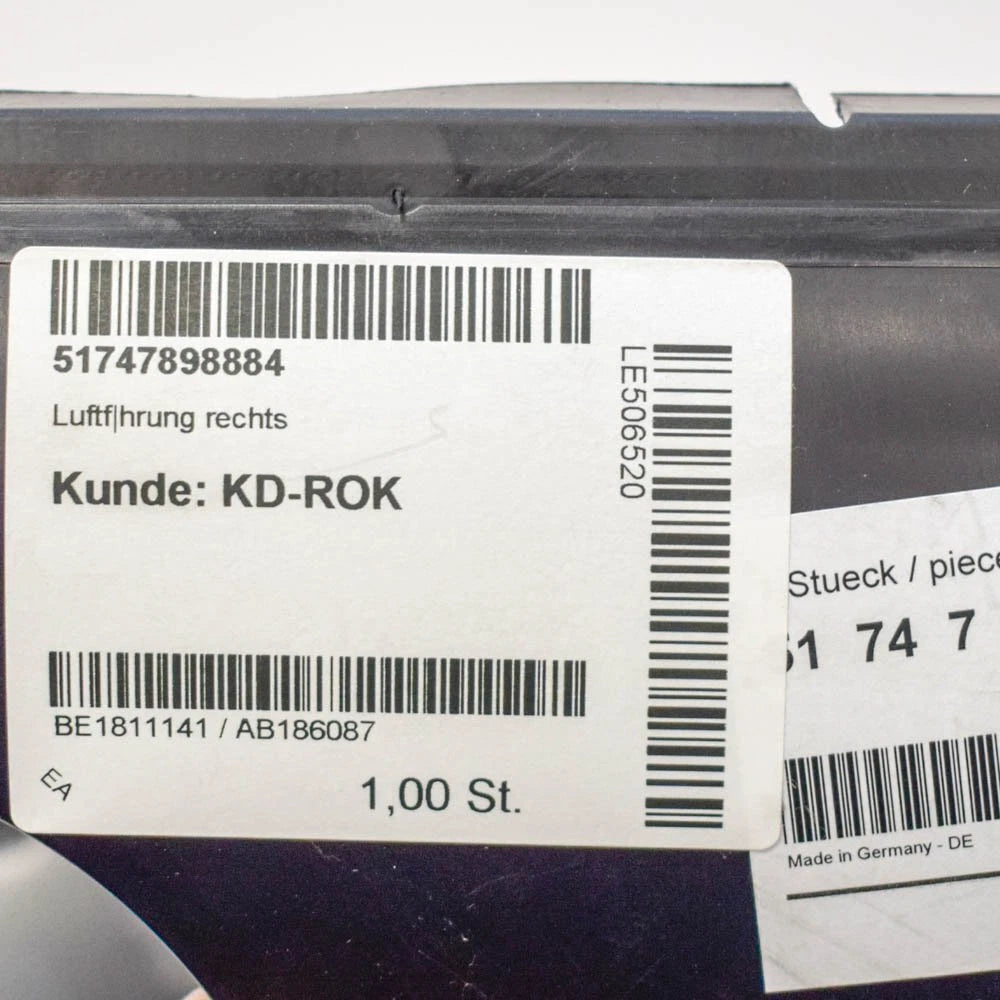 51747898884
Luftf|hrung rechts
Kunde: KD-ROK
LE506520
BE1811141 / AB186087
EA
1,00 St.
Stueck / piece
51 74 7
Made in Germany - DE